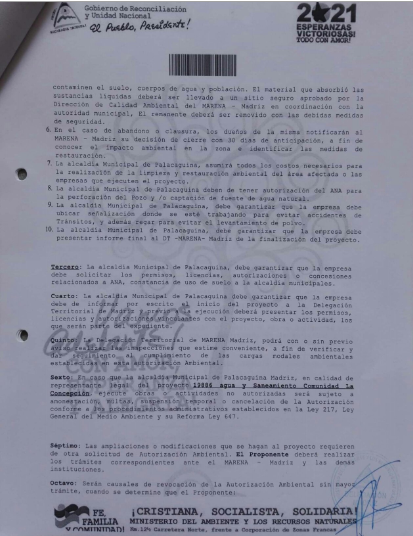 Gobierno de Reconciliación
y Unidad Nacional
El Pueblo, Presidente!
2021
ESPERANZAS
VICTORIOSAS!
TODO CON AMOR!
contaminen el suelo, cuerpos de agua y población. El material que absorbió las
sustancias liquidas deberá ser llevado a un sitio seguro aprobado por la
Dirección de Calidad Ambiental del MARENA – Madriz en coordinación con la
autoridad municipal, El remanente deberá ser removido con las debidas medidas
de seguridad.
6. En el caso de abandono o clausura, los dueños de la misma notificarán al
MARENA – Madriz su decisión de cierre con 30 días de anticipación, a fin de
conocer el impacto ambiental en la zona e identificar las medidas de
restauración.
7. La alcaldía Municipal de Palacagüina, asumirá todos los costos necesarios para
la realización de la limpieza y restauración ambiental del área afectada o las
empresas que ejecuten el proyecto.
8. La alcaldía Municipal de Palacagüina deben de tener autorización del ANA para
la perforación del Pozo y /o captación de fuente de agua natural.
9. La alcaldía Municipal de Palacagüina, debe garantizar que la empresa debe
ubicar señalización donde se esté trabajando para evitar accidentes de
Tránsito, y además regar para evitar el levantamiento de polvo.
10. La alcaldía Municipal de Palacagüina, debe garantizar que la empresa debe
presentar informe final al DT –MARENA- Madriz de la finalización del proyecto.
Tercero: La alcaldía Municipal de Palacagüina, debe garantizar que la empresa
debe solicitar los permisos, licencias, autorizaciones o concesiones
relacionados a ANA, constancia de uso de suelo a la alcaldía municipales.
Cuarto: La alcaldía Municipal de Palacagüina debe garantizar que la empresa
debe de informar por escrito el inicio del proyecto a la Delegación
Territorial de Madriz y previo a su ejecución deberá presentar los permisos,
licencias y autorizaciones vinculantes con el proyecto, obra o actividad, los
que serán parte del expediente.
Quinto: La Delegación Territorial de MARENA Madriz, podrá con o sin previo
aviso realizar inspecciones que estime conveniente, a fin de verificar y
dar seguimiento al cumplimiento de las cargas modales ambientales
establecidas en esta Autorización Ambiental.
Sexto: En caso que la alcaldía Municipal de Palacagüina, en calidad de
representante legal del proyecto 13086 agua y Saneamiento Comunidad La
Concepción, ejecute obras o actividades no autorizadas será sujeto a
amonestación, multas, suspensión temporal o cancelación de la Autorización
conforme a los procedimientos administrativos establecidos en la Ley 217, Ley
General del Medio Ambiente y su Reforma Ley 647.
Séptimo: Las ampliaciones o modificaciones que se hagan al proyecto requieren
de otra solicitud de Autorización Ambiental. El Proponente deberá realizar
los trámites correspondientes ante el MARENA – Madriz y las demás
instituciones.
Octavo: Serán causales de revocación de la Autorización Ambiental sin mayor
trámite, cuando se determine que el Proponente:
FE,
FAMILIA
Y COMUNIDAD!
¡CRISTIANA, SOCIALISTA, SOLIDARIA!
MINISTERIO DEL AMBIENTE Y LOS RECURSOS NATURALES
Km.12½ Carretera Norte, frente a Corporación de Zonas Francas